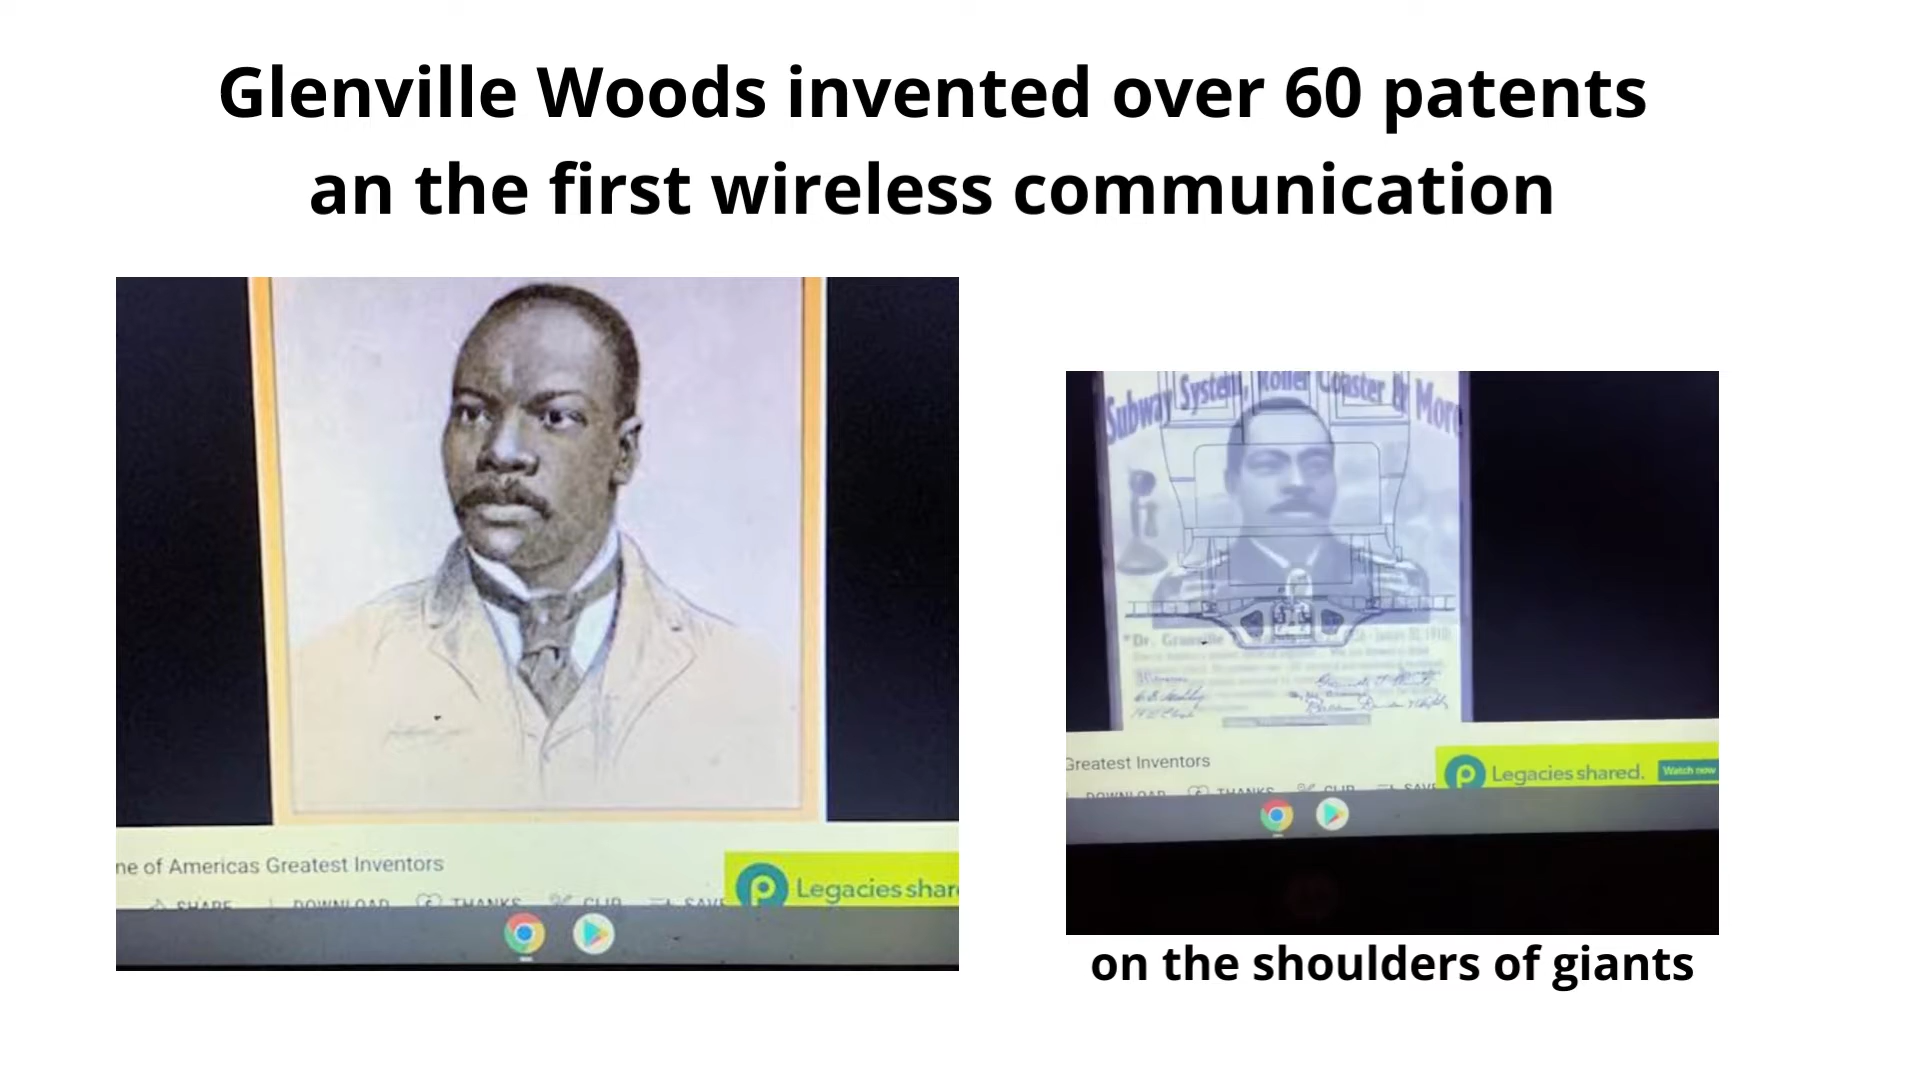 Glenville Woods invented over 60 patents
an the first wireless communication
ne of Americas Greatest Inventors
SHARE DOWNLOAD THANKS CLIP SAVE
Legacies shar
Subway System, Roller Coaster & More
"Dr. Granville
Greatest Inventors
DOWNLOAD THANKS CLIP SAVE
Legacies shared.
Watch now
on the shoulders of giants